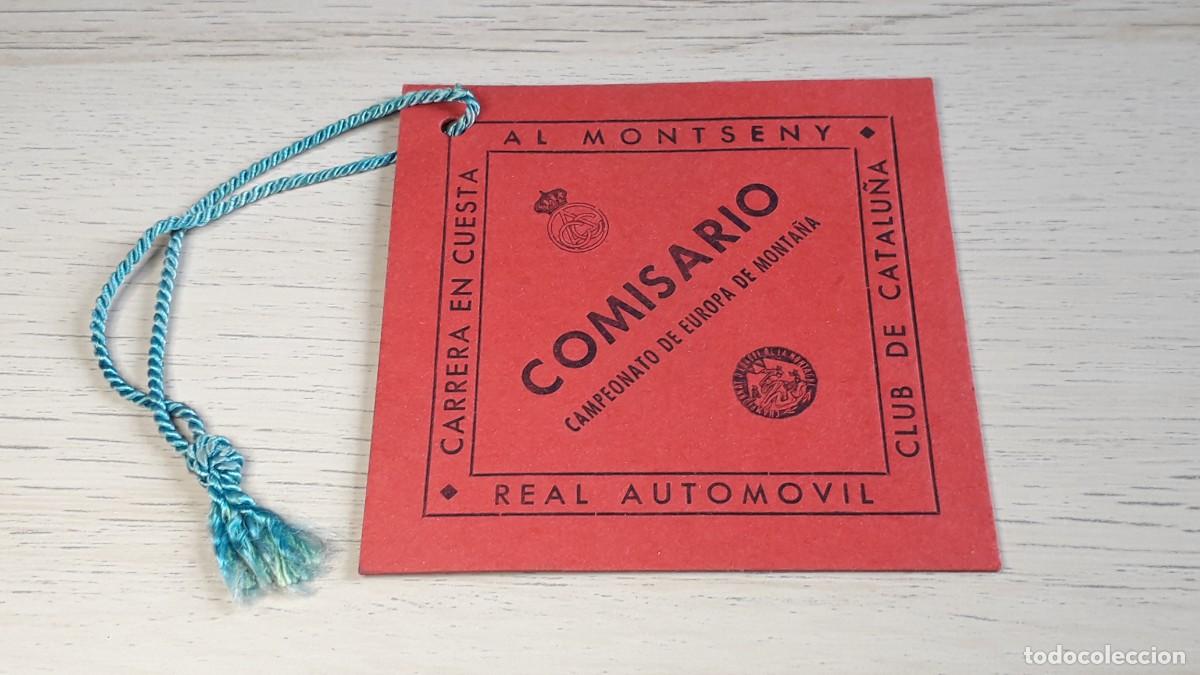 CARRERA EN CUESTA
AL MONTSENY
REAL AUTOMOVIL
CLUB DE CATALUÑA
COMISARIO
CAMPEONATO DE EUROPA DE MONTAÑA
todocoleccion